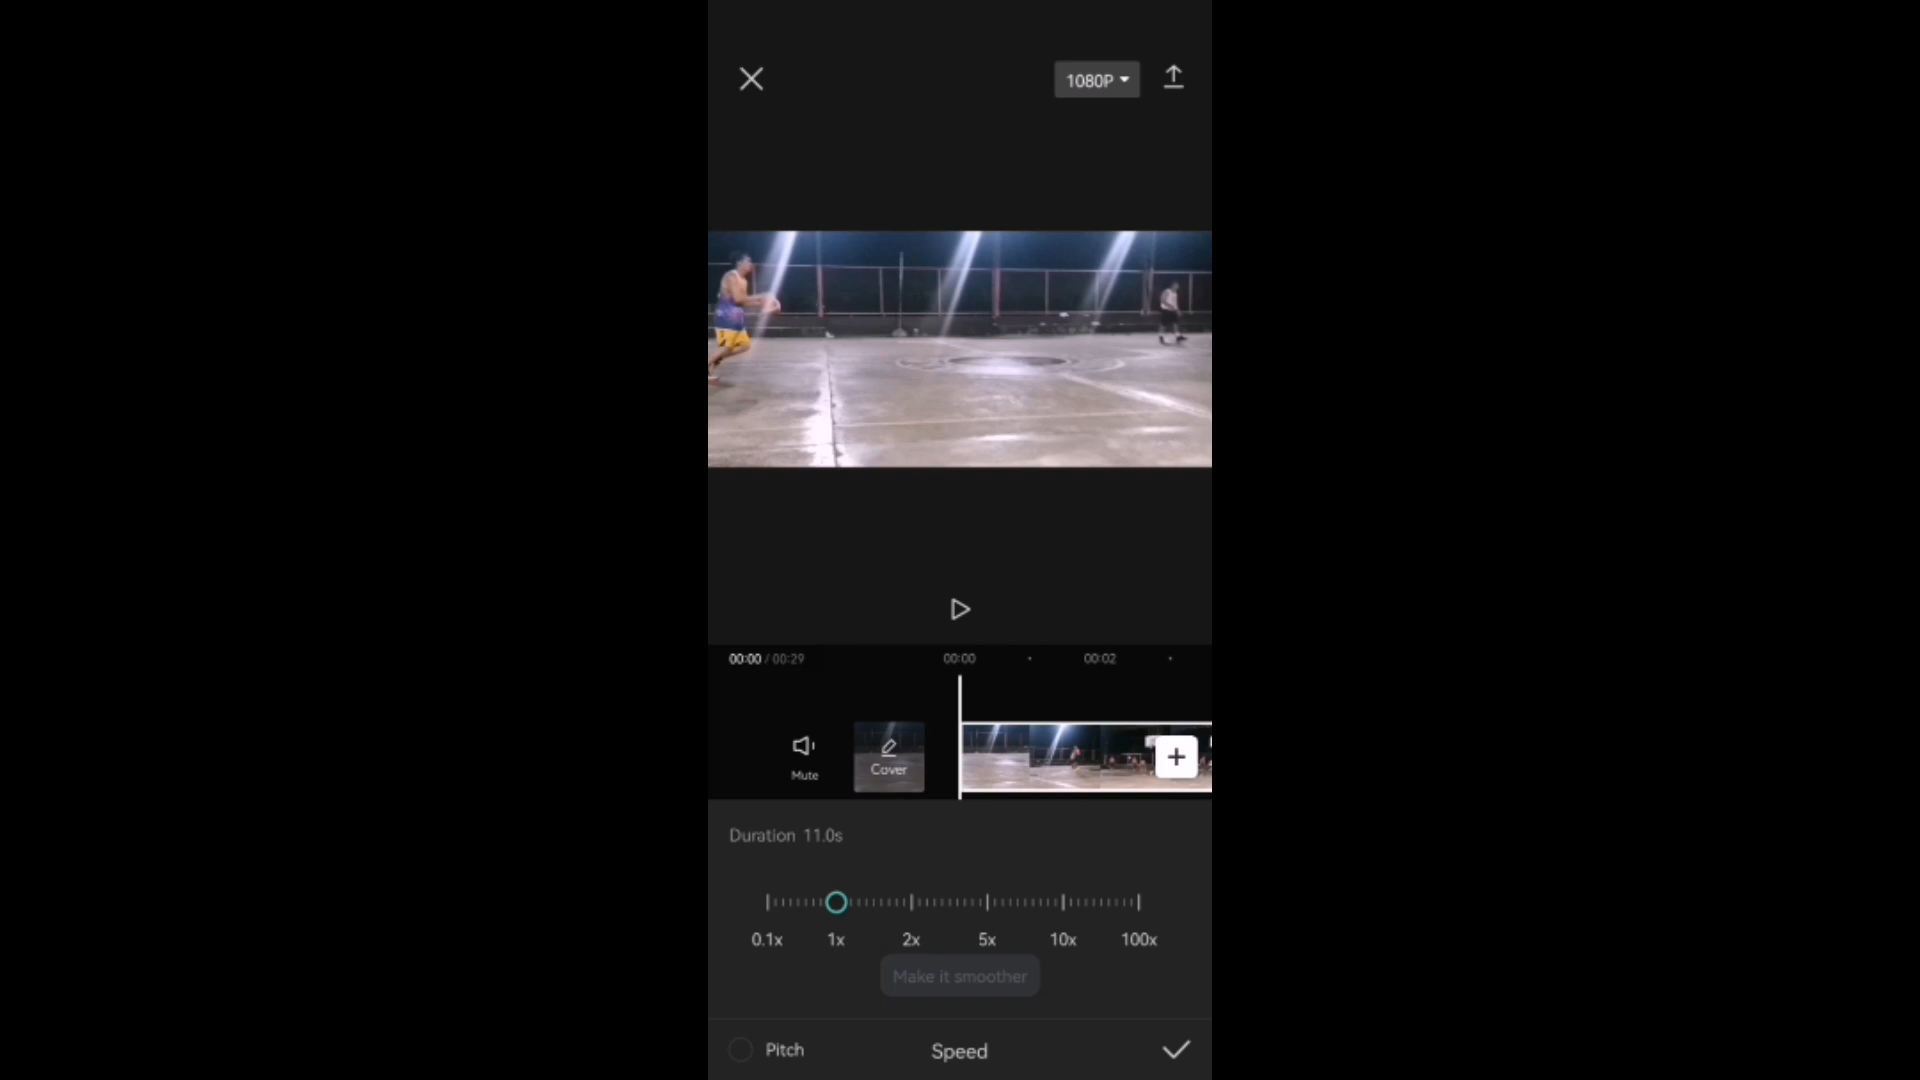 1080P
00:00 / 00:29
00:00
00:02
Mute
Cover
Duration 11.0s
0.1x 1x 2x 5x 10x 100x
Make it smoother
Pitch
Speed